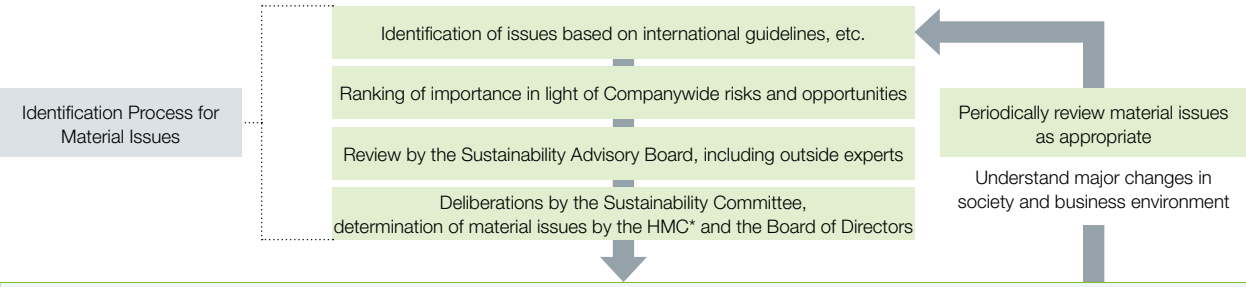 Identification Process for
Material Issues
Identification of issues based on international guidelines, etc.
Ranking of importance in light of Companywide risks and opportunities
Review by the Sustainability Advisory Board, including outside experts
Deliberations by the Sustainability Committee,
determination of material issues by the HMC* and the Board of Directors
Periodically review material issues
as appropriate
Understand major changes in
society and business environment